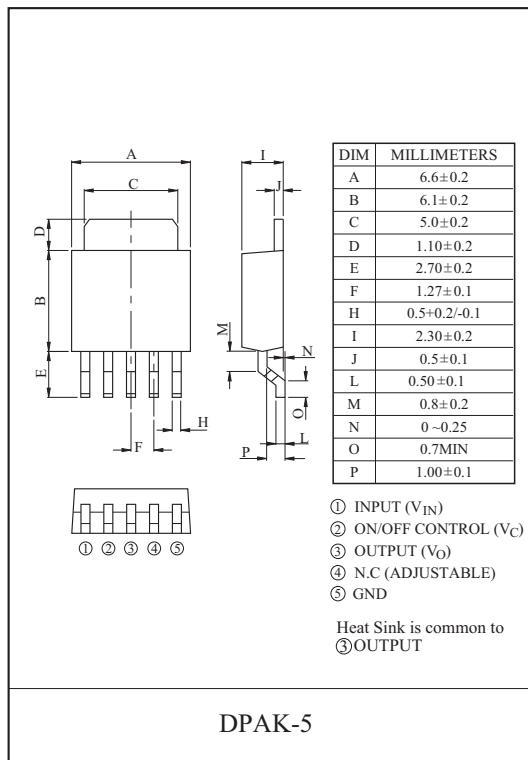 A
C
I
J
D
B
E
M
N
O
H
F
L
P
① ② ③ ④ ⑤
DIM MILLIMETERS
A 6.6±0.2
B 6.1±0.2
C 5.0±0.2
D 1.10±0.2
E 2.70±0.2
F 1.27±0.1
H 0.5+0.2/-0.1
I 2.30±0.2
J 0.5±0.1
L 0.50±0.1
M 0.8±0.2
N 0 ~0.25
O 0.7MIN
P 1.00±0.1
① INPUT (VIN)
② ON/OFF CONTROL (VC)
③ OUTPUT (VO)
④ N.C (ADJUSTABLE)
⑤ GND
Heat Sink is common to
③ OUTPUT
DPAK-5